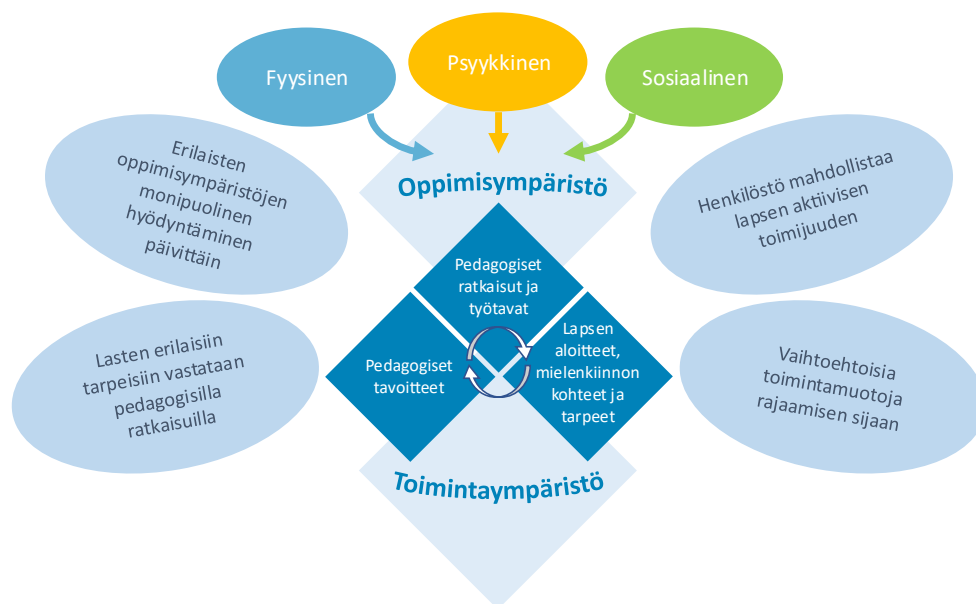 Fyysinen
Psyykkinen
Sosiaalinen
Erilaisten
oppimisympäristöjen
monipuolinen
hyödyntäminen
päivittäin
Oppimisympäristö
Henkilöstö mahdollistaa
lapsen aktiivisen
toimijuuden
Pedagogiset
ratkaisut ja
työtavat
Lasten erilaisiin
tarpeisiin vastataan
pedagogisilla
ratkaisuilla
Pedagogiset
tavoitteet
Lapsen
aloitteet,
mielenkiinnon
kohteet ja
tarpeet
Vaihtoehtoisia
toimintamuotoja
rajaamisen sijaan
Toimintaympäristö